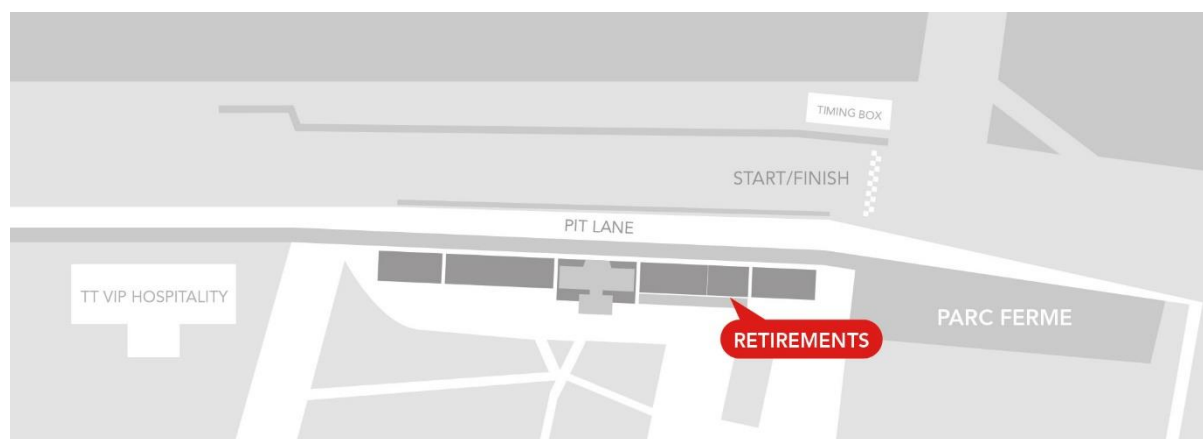 TIMING BOX
START/FINISH
PIT LANE
TT VIP HOSPITALITY
PARC FERME
RETIREMENTS